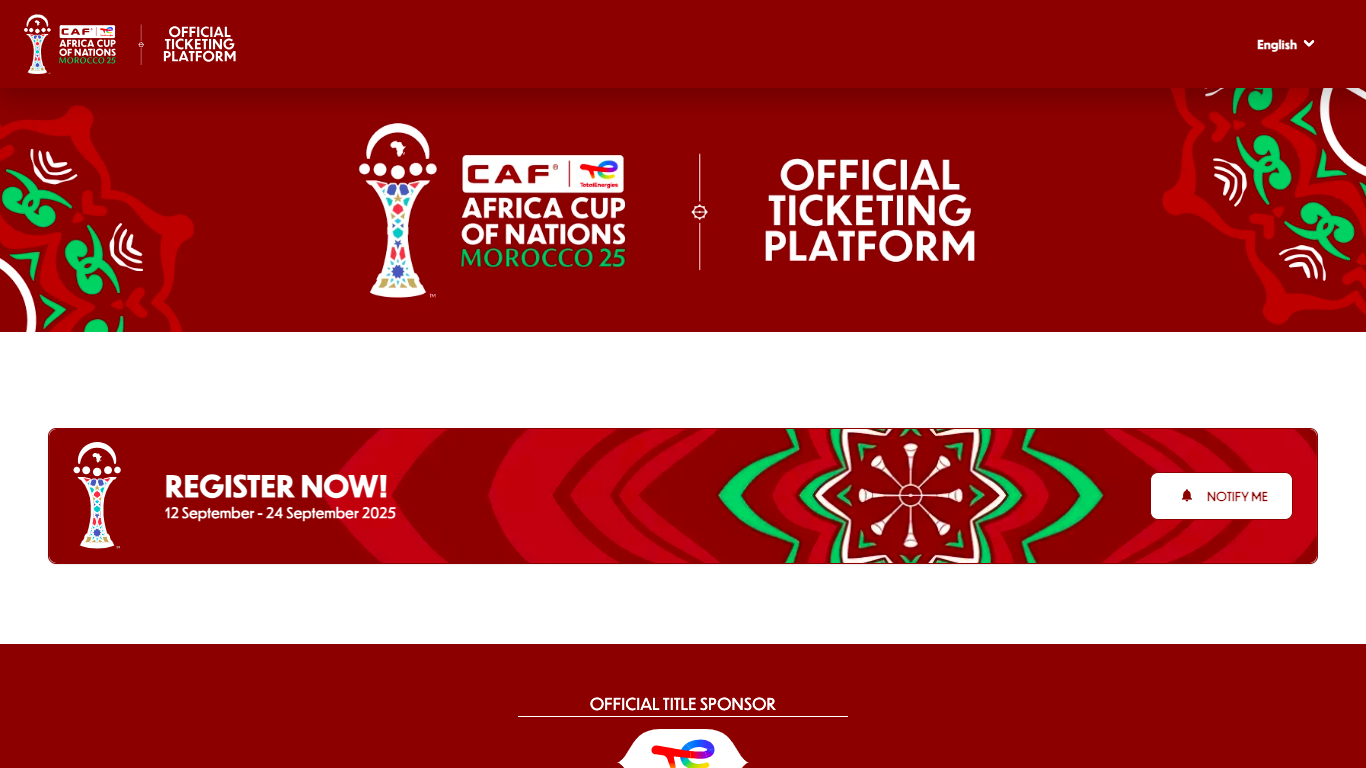 CAF
AFRICA CUP
OF NATIONS
MOROCCO 25
OFFICIAL
TICKETING
PLATFORM
English
CAF® TotalEnergies
AFRICA CUP
OF NATIONS
MOROCCO 25
™
OFFICIAL
TICKETING
PLATFORM
REGISTER NOW!
12 September - 24 September 2025
NOTIFY ME
OFFICIAL TITLE SPONSOR